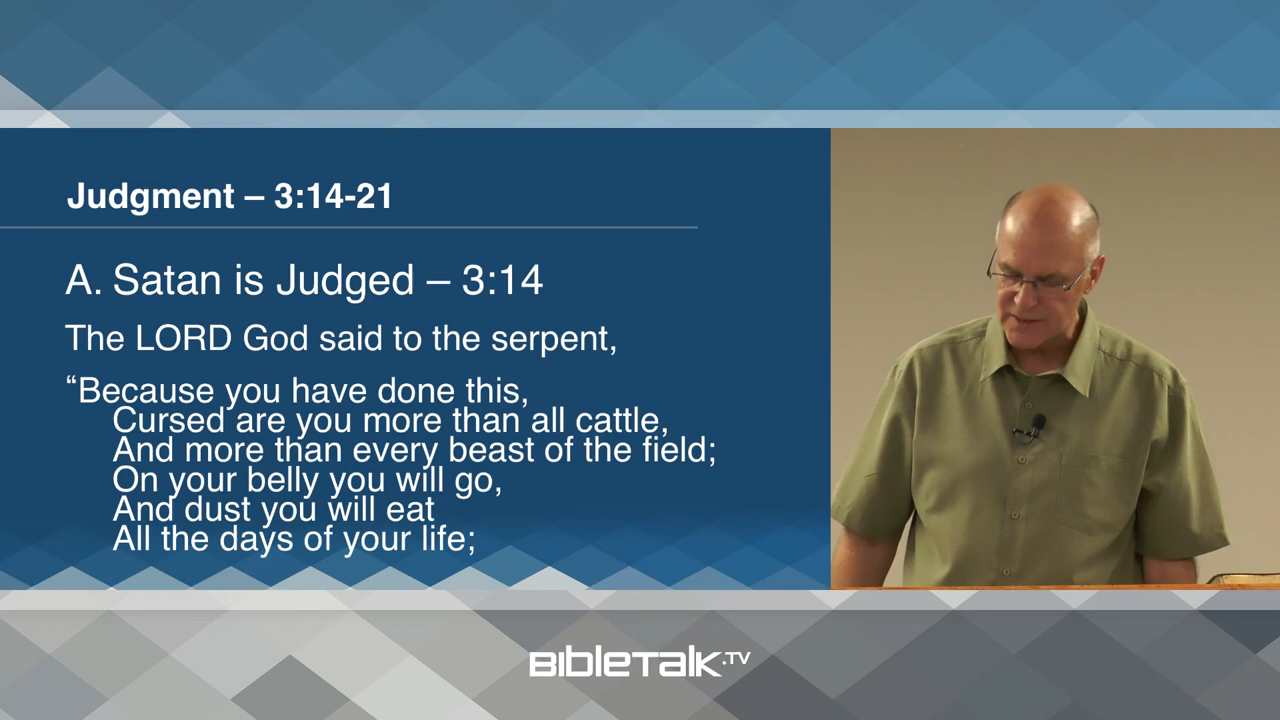 Judgment – 3:14-21
A. Satan is Judged – 3:14
The LORD God said to the serpent,
“Because you have done this,
Cursed are you more than all cattle,
And more than every beast of the field;
On your belly you will go,
And dust you will eat
All the days of your life;
BibleTalk.TV